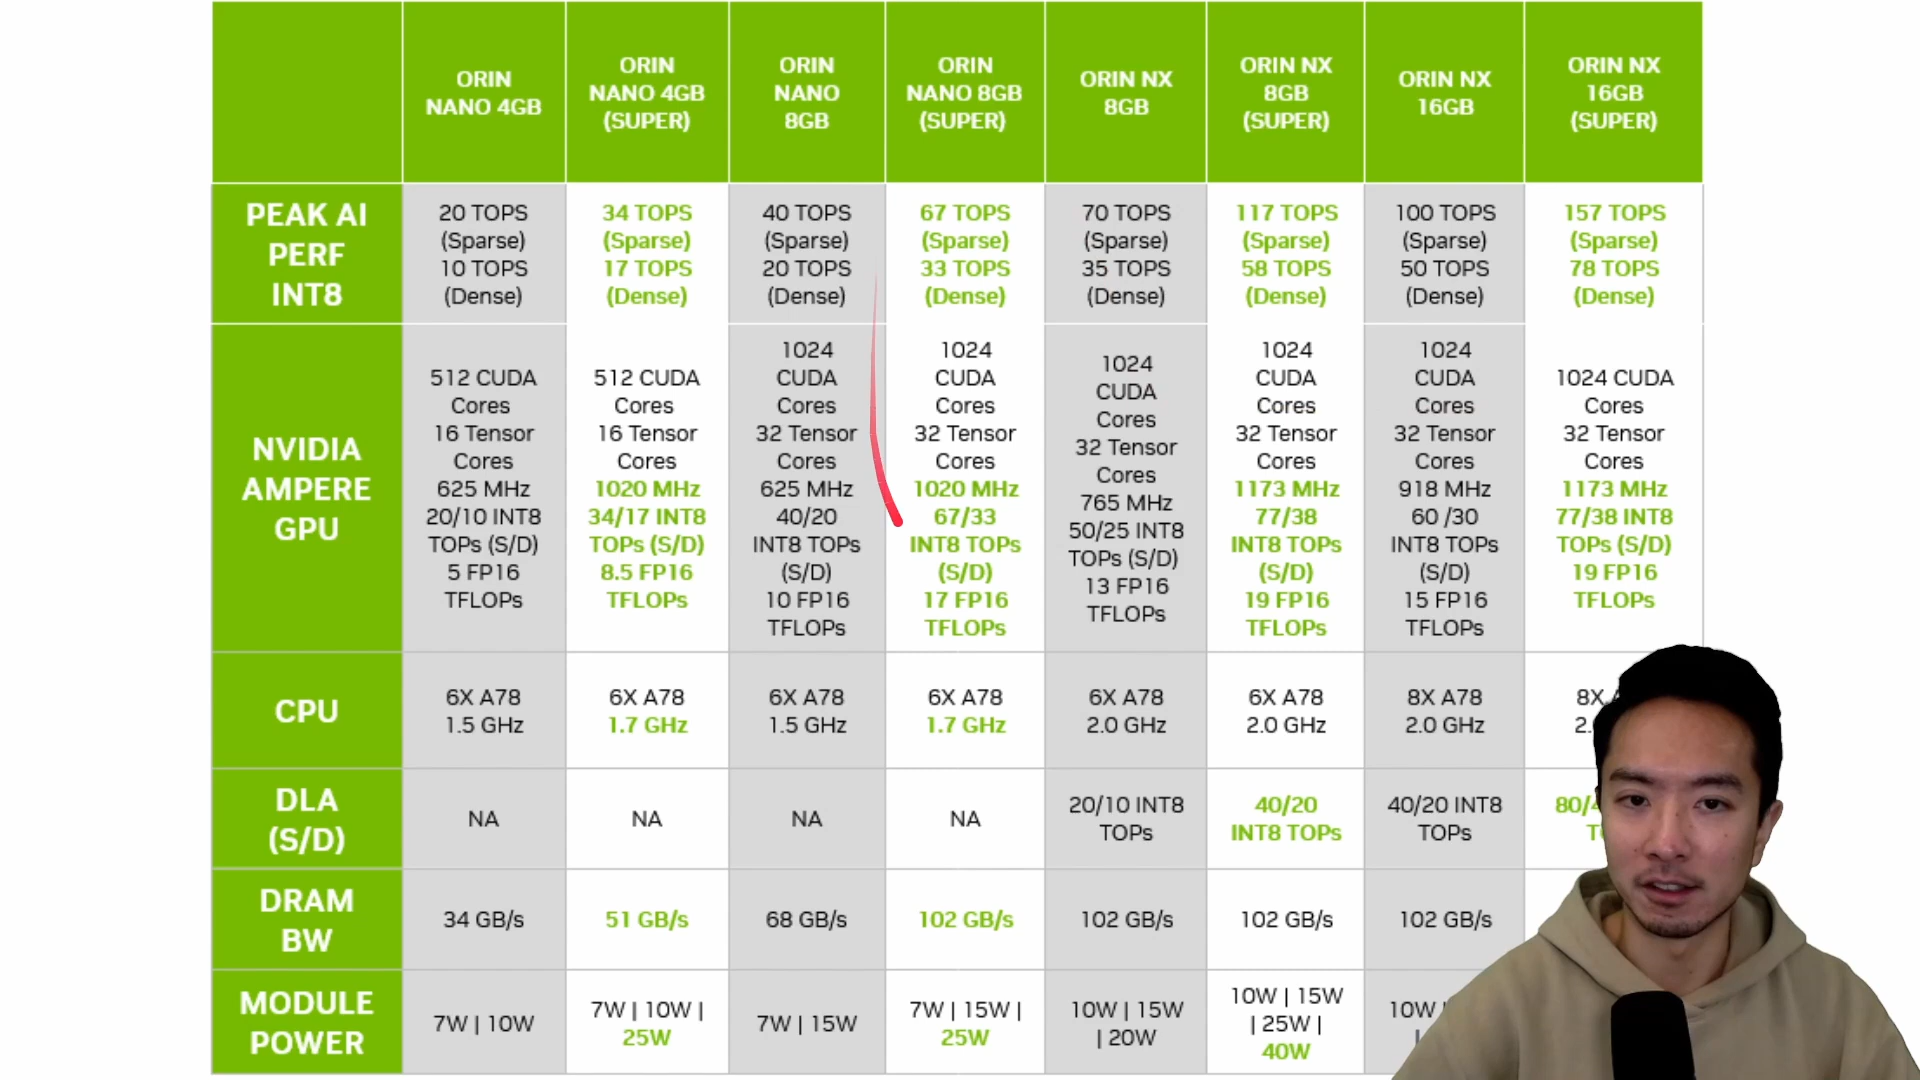 ORIN
NANO 4GB
ORIN
NANO 4GB
(SUPER)
ORIN
NANO
8GB
ORIN
NANO 8GB
(SUPER)
ORIN NX
8GB
ORIN NX
8GB
(SUPER)
ORIN NX
16GB
ORIN NX
16GB
(SUPER)
PEAK AI
PERF
INT8
20 TOPS
(Sparse)
10 TOPS
(Dense)
34 TOPS
(Sparse)
17 TOPS
(Dense)
40 TOPS
(Sparse)
20 TOPS
(Dense)
67 TOPS
(Sparse)
33 TOPS
(Dense)
70 TOPS
(Sparse)
35 TOPS
(Dense)
117 TOPS
(Sparse)
58 TOPS
(Dense)
100 TOPS
(Sparse)
50 TOPS
(Dense)
157 TOPS
(Sparse)
78 TOPS
(Dense)
NVIDIA
AMPERE
GPU
512 CUDA
Cores
16 Tensor
Cores
625 MHz
20/10 INT8
TOPs (S/D)
5 FP16
TFLOPs
512 CUDA
Cores
16 Tensor
Cores
1020 MHz
34/17 INT8
TOPs (S/D)
8.5 FP16
TFLOPs
1024
CUDA
Cores
32 Tensor
Cores
625 MHz
40/20
INT8 TOPs
(S/D)
10 FP16
TFLOPs
1024
CUDA
Cores
32 Tensor
Cores
1020 MHz
67/33
INT8 TOPs
(S/D)
17 FP16
TFLOPs
1024
CUDA
Cores
32 Tensor
Cores
765 MHz
50/25 INT8
TOPs (S/D)
13 FP16
TFLOPs
1024
CUDA
Cores
32 Tensor
Cores
1173 MHz
77/38
INT8 TOPs
(S/D)
19 FP16
TFLOPs
1024
CUDA
Cores
32 Tensor
Cores
918 MHz
60 /30
INT8 TOPs
(S/D)
15 FP16
TFLOPs
1024 CUDA
Cores
32 Tensor
Cores
1173 MHz
77/38 INT8
TOPs (S/D)
19 FP16
TFLOPs
CPU
6X A78
1.5 GHz
6X A78
1.7 GHz
6X A78
1.5 GHz
6X A78
1.7 GHz
6X A78
2.0 GHz
6X A78
2.0 GHz
8X A78
2.0 GHz
8X
2.
DLA
(S/D)
NA
NA
NA
NA
20/10 INT8
TOPs
40/20
INT8 TOPs
40/20 INT8
TOPs
80/
DRAM
BW
34 GB/s
51 GB/s
68 GB/s
102 GB/s
102 GB/s
102 GB/s
102 GB/s
MODULE
POWER
7W | 10W
7W | 10W |
25W
7W | 15W
7W | 15W |
25W
10W | 15W
| 20W
10W | 15W
| 25W |
40W
10W